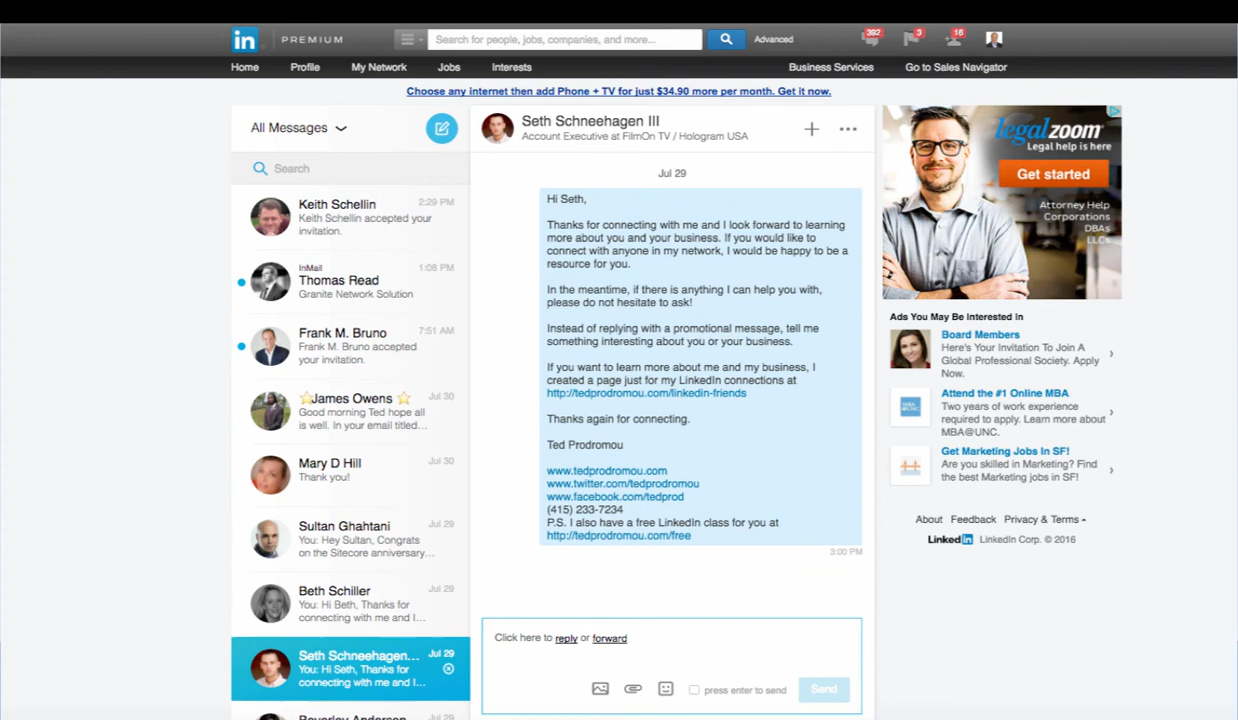 in PREMIUM
Search for people, jobs, companies, and more...
Advanced
392
3
16
Home Profile My Network Jobs Interests Business Services Go to Sales Navigator
Choose any internet then add Phone + TV for just $34.90 more per month. Get it now.
All Messages
Search
Keith Schellin 2:29 PM
Keith Schellin accepted your
invitation.
InMail 1:08 PM
Thomas Read
Granite Network Solution
Frank M. Bruno 7:51 AM
Frank M. Bruno accepted
your invitation.
James Owens Jul 30
Good morning Ted hope all
is well. In your email titled...
Mary D Hill Jul 30
Thank you!
Sultan Ghahtani Jul 29
You: Hey Sultan, Congrats
on the Sitecore anniversary...
Beth Schiller Jul 29
You: Hi Beth, Thanks for
connecting with me and I...
Seth Schneehagen... Jul 29
You: Hi Seth, Thanks for
connecting with me and I...
Beverley Anderson Jul 29
Seth Schneehagen III
Account Executive at FilmOn TV / Hologram USA
Jul 29
Hi Seth,
Thanks for connecting with me and I look forward to learning
more about you and your business. If you would like to
connect with anyone in my network, I would be happy to be a
resource for you.
In the meantime, if there is anything I can help you with,
please do not hesitate to ask!
Instead of replying with a promotional message, tell me
something interesting about you or your business.
If you want to learn more about me and my business, I
created a page just for my LinkedIn connections at
http://tedprodromou.com/linkedin-friends
Thanks again for connecting.
Ted Prodromou
www.tedprodromou.com
www.twitter.com/tedprodromou
www.facebook.com/tedprod
(415) 233-7234
P.S. I also have a free LinkedIn class for you at
http://tedprodromou.com/free
3:00 PM
Click here to reply or forward
press enter to send
Send
legalzoom
Legal help is here
Get started
Attorney Help
Corporations
DBAs
LLCs
Ads You May Be Interested In
Board Members
Here's Your Invitation To Join A
Global Professional Society. Apply
Now.
MBA
@UNC
Attend the #1 Online MBA
Two years of work experience
required to apply. Learn more about
MBA@UNC.
Get Marketing Jobs In SF!
Are you skilled in Marketing? Find
the best Marketing jobs in SF!
About Feedback Privacy & Terms
Linked in LinkedIn Corp. © 2016